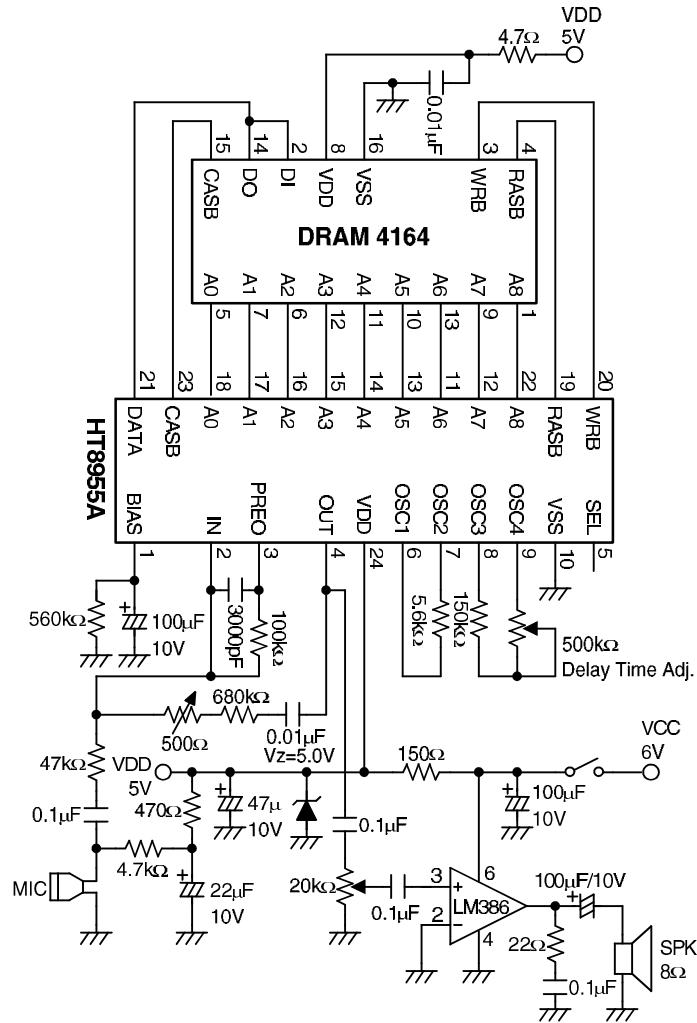 VDD
5V
4.7Ω
0.01µF
15 14 2 8 16 3 4
CASB DO DI VDD VSS WRB RASB
DRAM 4164
A0 A1 A2 A3 A4 A5 A6 A7 A8
5 7 6 12 11 10 13 9 1
21 23 18 17 16 15 14 13 11 12 22 19 20
DATA CASB A0 A1 A2 A3 A4 A5 A6 A7 A8 RASB WRB
HT8955A
BIAS IN PREO OUT VDD OSC1 OSC2 OSC3 OSC4 VSS SEL
1 2 3 4 24 6 7 8 9 10 5
560kΩ
+
100µF
10V
3000pF
100kΩ
5.6kΩ
150kΩ
500kΩ
Delay Time Adj.
680kΩ
500Ω
0.01µF
Vz=5.0V
47kΩ
VDD
5V
150Ω
VCC
6V
0.1µF
470Ω
+
47µ
10V
+
100µF
10V
0.1µF
4.7kΩ
MIC
+
22µF
10V
20kΩ
0.1µF
3
+
6
LM386
2
−
4
100µF/10V
+
22Ω
0.1µF
SPK
8Ω